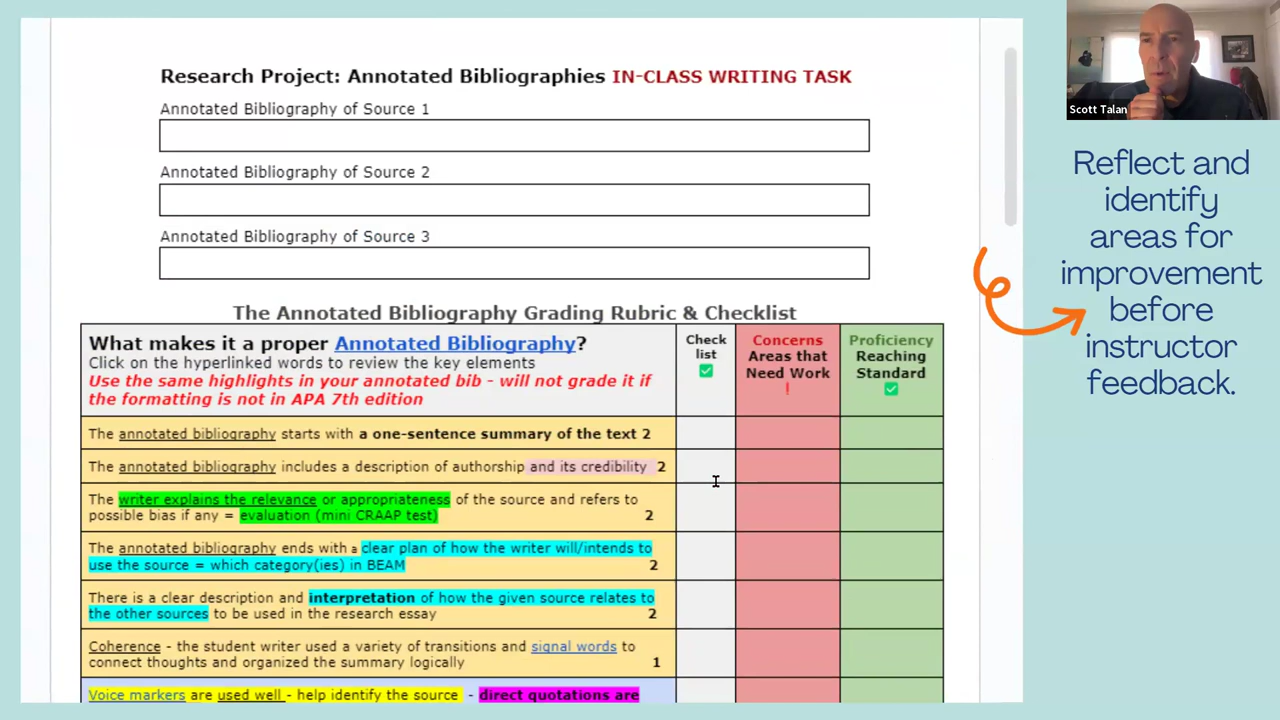 Research Project: Annotated Bibliographies IN-CLASS WRITING TASK
Annotated Bibliography of Source 1
Annotated Bibliography of Source 2
Annotated Bibliography of Source 3
The Annotated Bibliography Grading Rubric & Checklist
What makes it a proper Annotated Bibliography?
Click on the hyperlinked words to review the key elements
Use the same highlights in your annotated bib - will not grade it if
the formatting is not in APA 7th edition
Check
list
Concerns
Areas that
Need Work
Proficiency
Reaching
Standard
The annotated bibliography starts with a one-sentence summary of the text 2
The annotated bibliography includes a description of authorship and its credibility 2
The writer explains the relevance or appropriateness of the source and refers to
possible bias if any = evaluation (mini CRAAP test) 2
The annotated bibliography ends with a clear plan of how the writer will/intends to
use the source = which category(ies) in BEAM 2
There is a clear description and interpretation of how the given source relates to
the other sources to be used in the research essay 2
Coherence - the student writer used a variety of transitions and signal words to
connect thoughts and organized the summary logically 1
Voice markers are used well - help identify the source - direct quotations are
Scott Talan
Reflect and
identify
areas for
improvement
before
instructor
feedback.